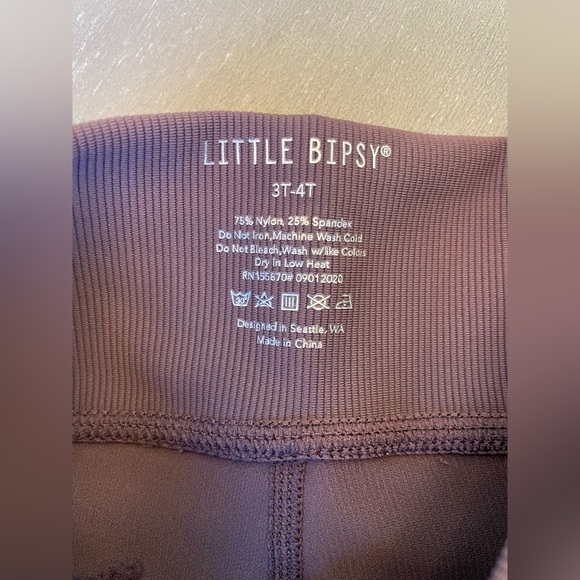 LITTLE BIPSY®
3T-4T
75% Nylon, 25% Spandex
Do Not Iron,Machine Wash Cold
Do Not Bleach,Wash w/like Colors
Dry in Low Heat
RN155870# 09012020
30°
Designed in Seattle, WA
Made in China